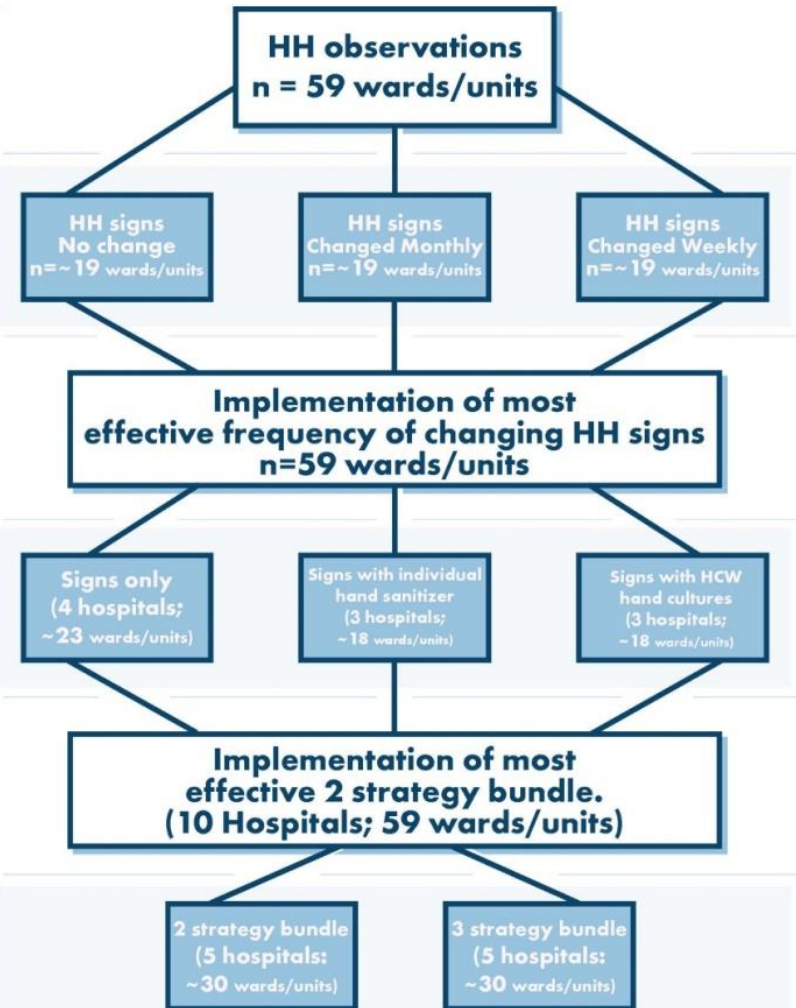 HH observations
n = 59 wards/units
HH signs
No change
n=~19 wards/units
HH signs
Changed Monthly
n=~19 wards/units
HH signs
Changed Weekly
n=~19 wards/units
Implementation of most
effective frequency of changing HH signs
n=59 wards/units
Signs only
(4 hospitals;
~23 wards/units)
Signs with individual
hand sanitizer
(3 hospitals;
~18 wards/units)
Signs with HCW
hand cultures
(3 hospitals;
~18 wards/units)
Implementation of most
effective 2 strategy bundle.
(10 Hospitals; 59 wards/units)
2 strategy bundle
(5 hospitals:
~30 wards/units)
3 strategy bundle
(5 hospitals:
~30 wards/units)